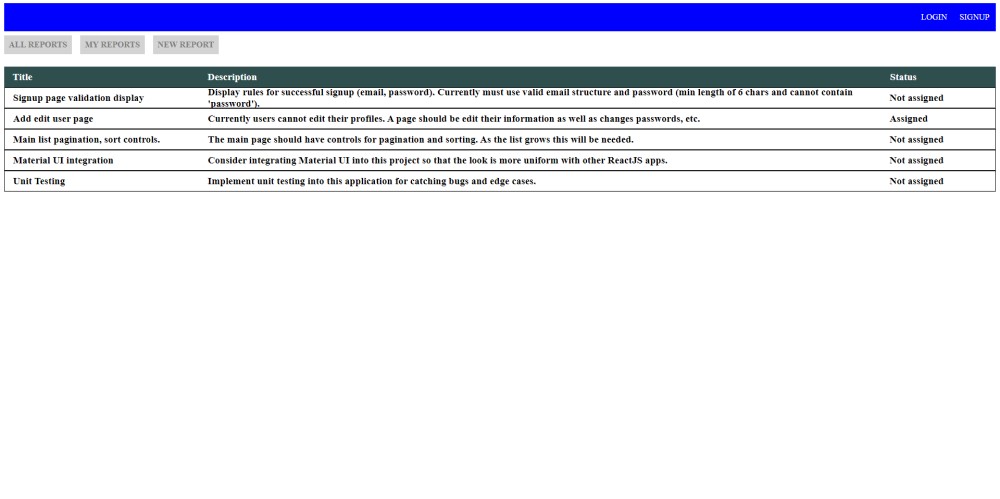 LOGIN SIGNUP
ALL REPORTS MY REPORTS NEW REPORT
Title Description Status
Signup page validation display Display rules for successful signup (email, password). Currently must use valid email structure and password (min length of 6 chars and cannot contain Not assigned
'password').
Add edit user page Currently users cannot edit their profiles. A page should be edit their information as well as changes passwords, etc. Assigned
Main list pagination, sort controls. The main page should have controls for pagination and sorting. As the list grows this will be needed. Not assigned
Material UI integration Consider integrating Material UI into this project so that the look is more uniform with other ReactJS apps. Not assigned
Unit Testing Implement unit testing into this application for catching bugs and edge cases. Not assigned